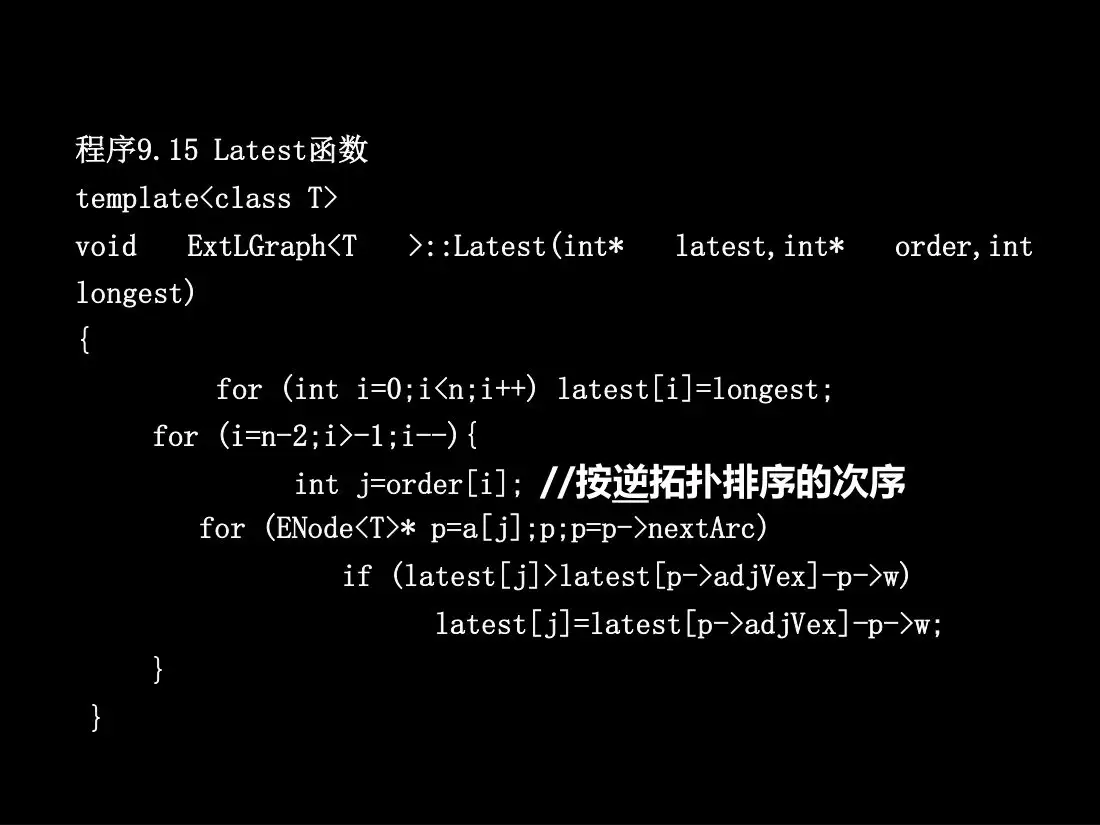 程序9.15 Latest函数
template<class T>
void ExtLGraph<T >::Latest(int* latest,int* order,int
longest)
{
for (int i=0;i<n;i++) latest[i]=longest;
for (i=n-2;i>-1;i--){
int j=order[i]; //按逆拓扑排序的次序
for (ENode<T>* p=a[j];p;p=p->nextArc)
if (latest[j]>latest[p->adjVex]-p->w)
latest[j]=latest[p->adjVex]-p->w;
}
}